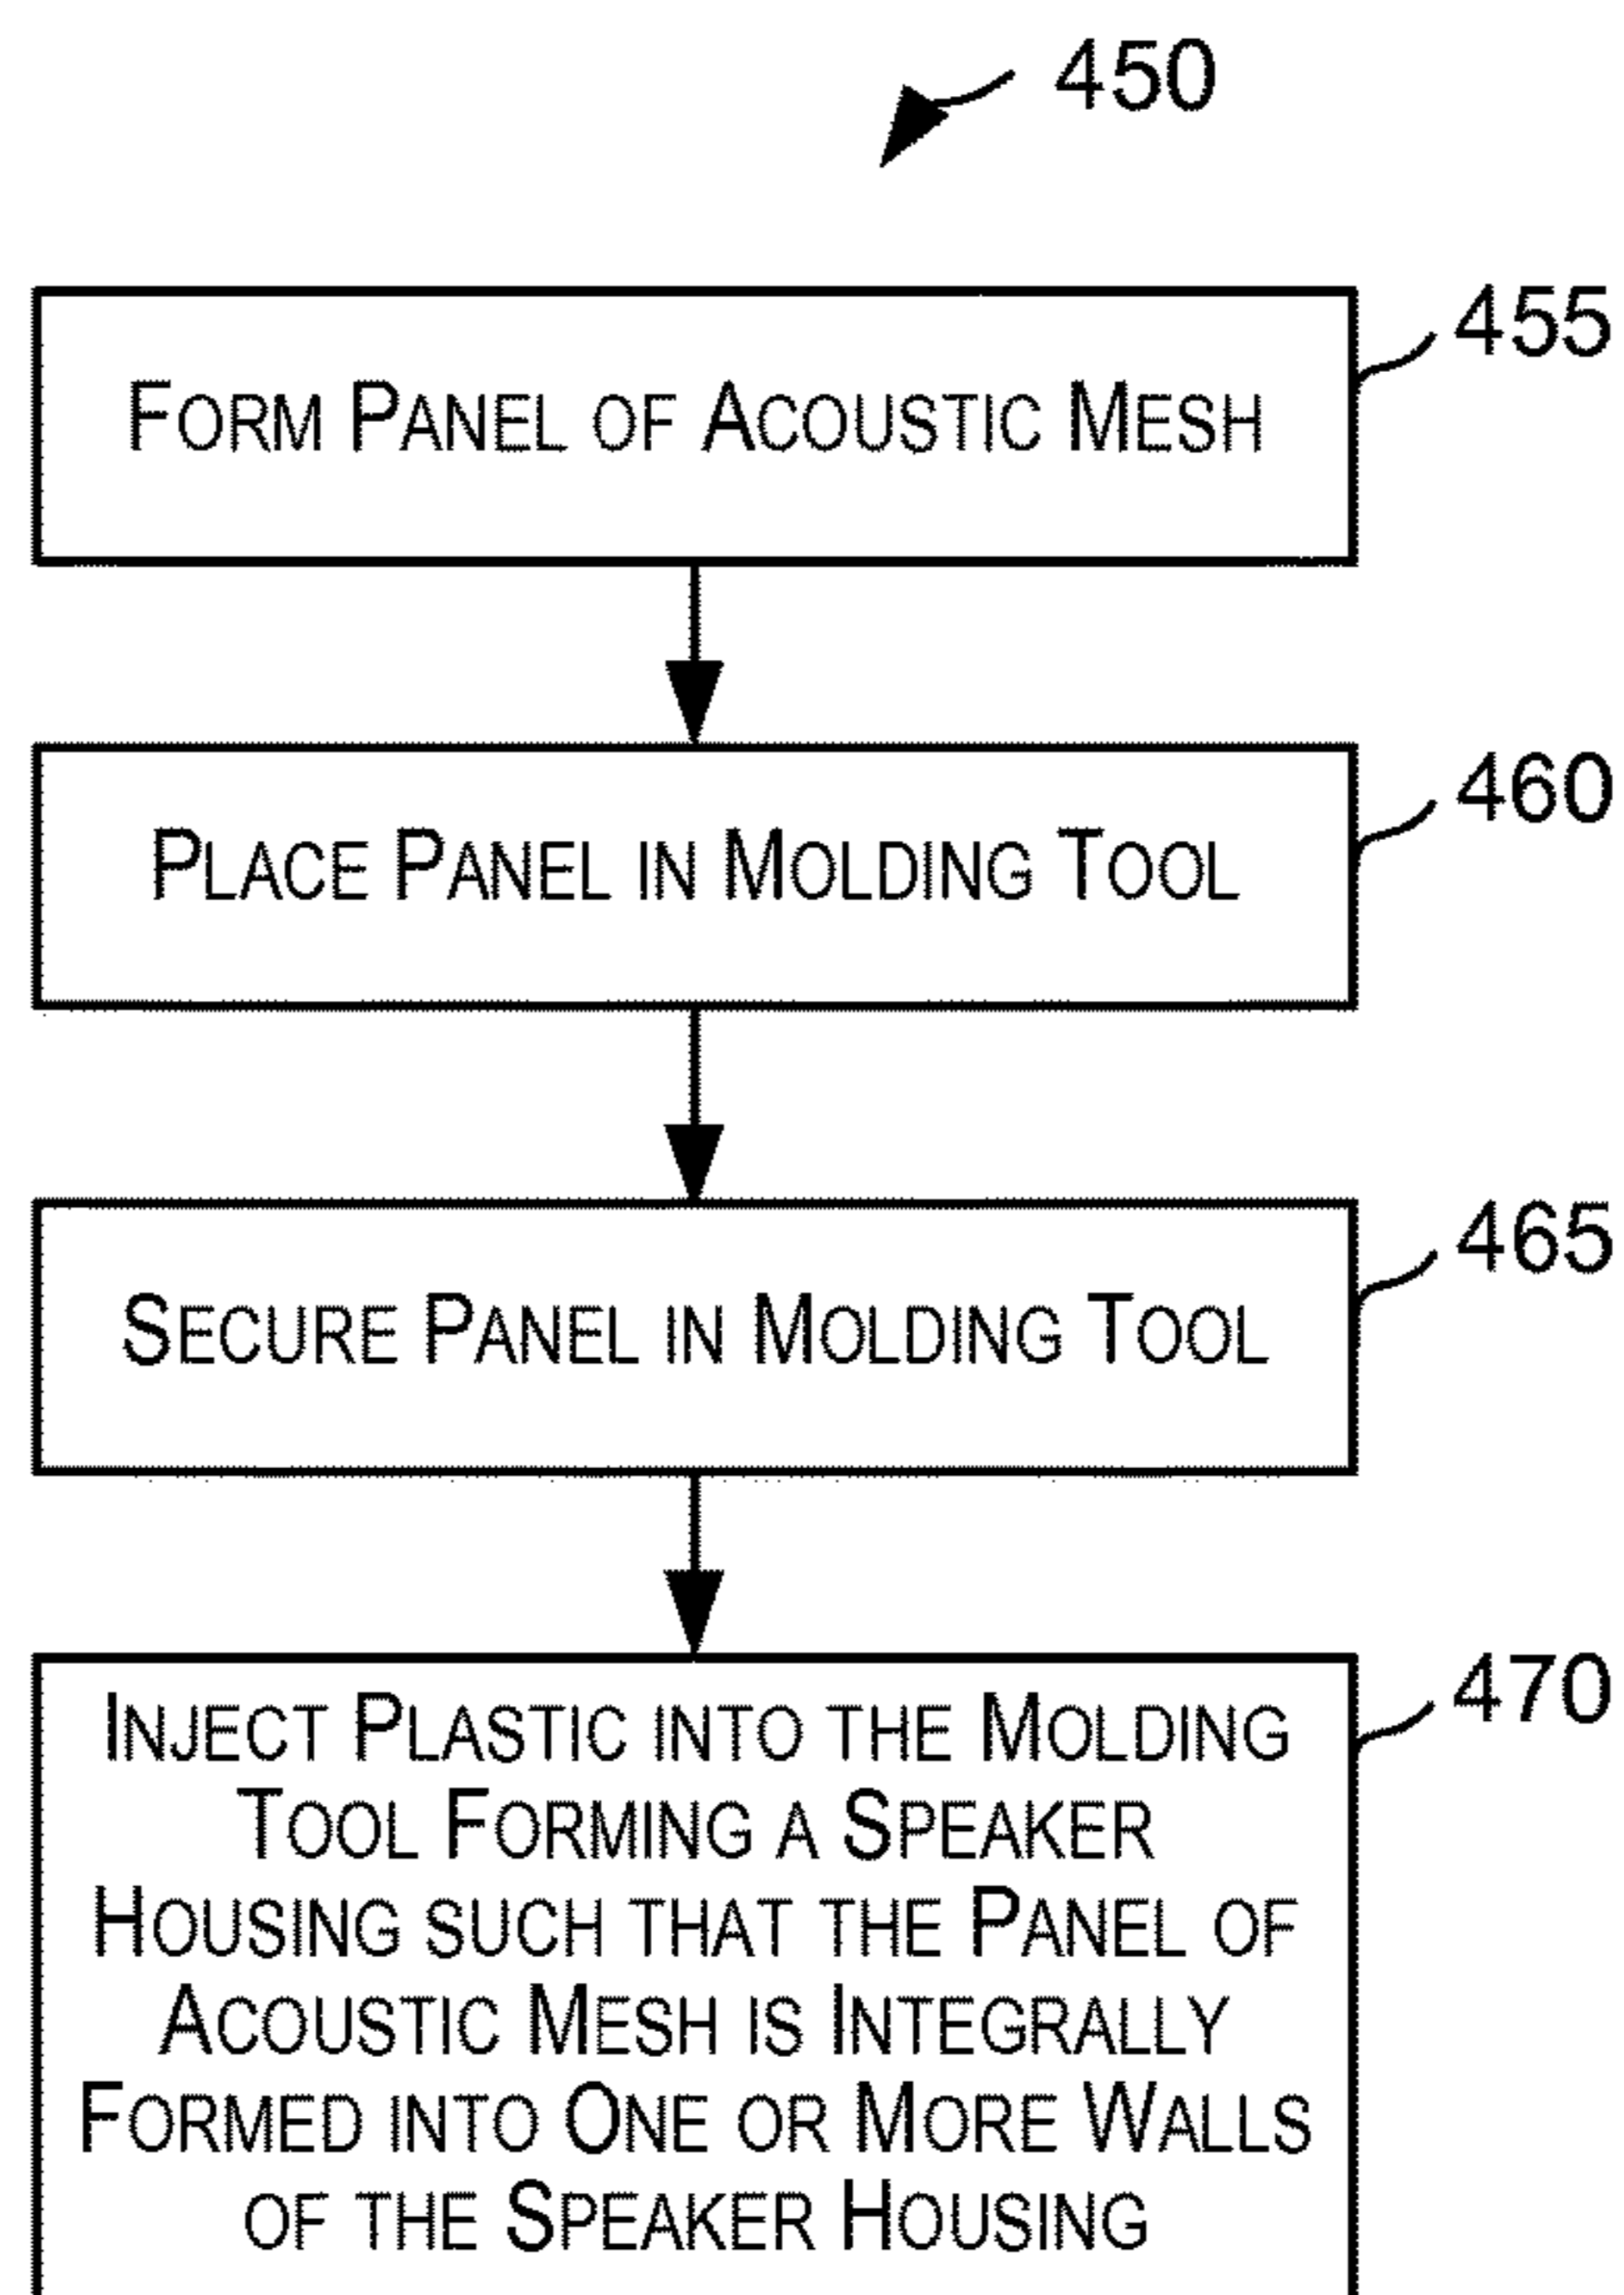 450
455
FORM PANEL OF ACOUSTIC MESH
460
PLACE PANEL IN MOLDING TOOL
465
SECURE PANEL IN MOLDING TOOL
470
INJECT PLASTIC INTO THE MOLDING
TOOL FORMING A SPEAKER
HOUSING SUCH THAT THE PANEL OF
ACOUSTIC MESH IS INTEGRALLY
FORMED INTO ONE OR MORE WALLS
OF THE SPEAKER HOUSING